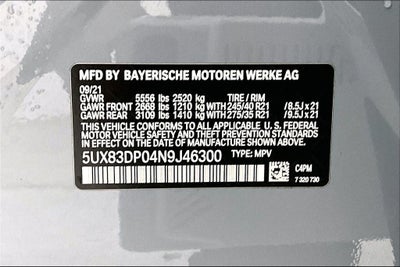 MFD BY BAYERISCHE MOTOREN WERKE AG
09/21
GVWR 5556 lbs 2520 kg TIRE / RIM
GAWR FRONT 2668 lbs 1210 kg WITH 245/40 R21 /8.5J x 21
GAWR REAR 3109 lbs 1410 kg WITH 275/35 R21 /9.5J x 21
THIS VEHICLE CONFORMS TO ALL APPLICABLE U. S. FEDERAL
MOTOR VEHICLE SAFETY STANDARDS IN EFFECT ON THE
DATE OF MANUFACTURE SHOWN ABOVE.
5UX83DP04N9J46300 TYPE: MPV
C4PM
7 320 730